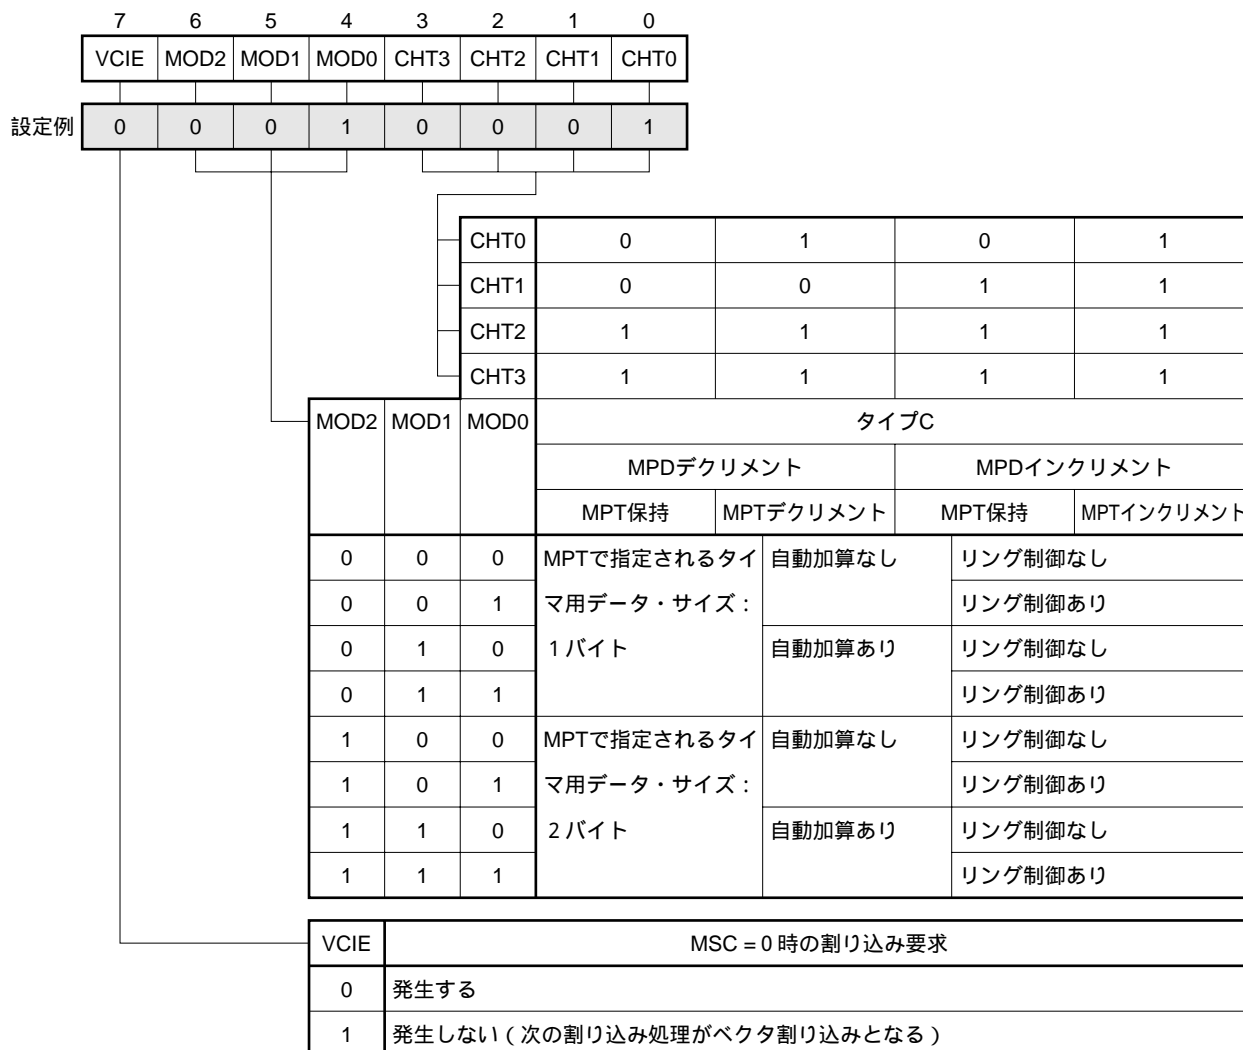 7 6 5 4 3 2 1 0
VCIE MOD2 MOD1 MOD0 CHT3 CHT2 CHT1 CHT0
設定例 0 0 0 1 0 0 0 1
CHT0 0 1 0 1
CHT1 0 0 1 1
CHT2 1 1 1 1
CHT3 1 1 1 1
MOD2 MOD1 MOD0 タイプC
MPDデクリメント MPDインクリメント
MPT保持 MPTデクリメント MPT保持 MPTインクリメント
0 0 0 MPTで指定されるタイ 自動加算なし リング制御なし
0 0 1 マ用データ・サイズ： リング制御あり
0 1 0 1バイト 自動加算あり リング制御なし
0 1 1 リング制御あり
1 0 0 MPTで指定されるタイ 自動加算なし リング制御なし
1 0 1 マ用データ・サイズ： リング制御あり
1 1 0 2バイト 自動加算あり リング制御なし
1 1 1 リング制御あり
VCIE MSC = 0 時の割り込み要求
0 発生する
1 発生しない（次の割り込み処理がベクタ割り込みとなる）